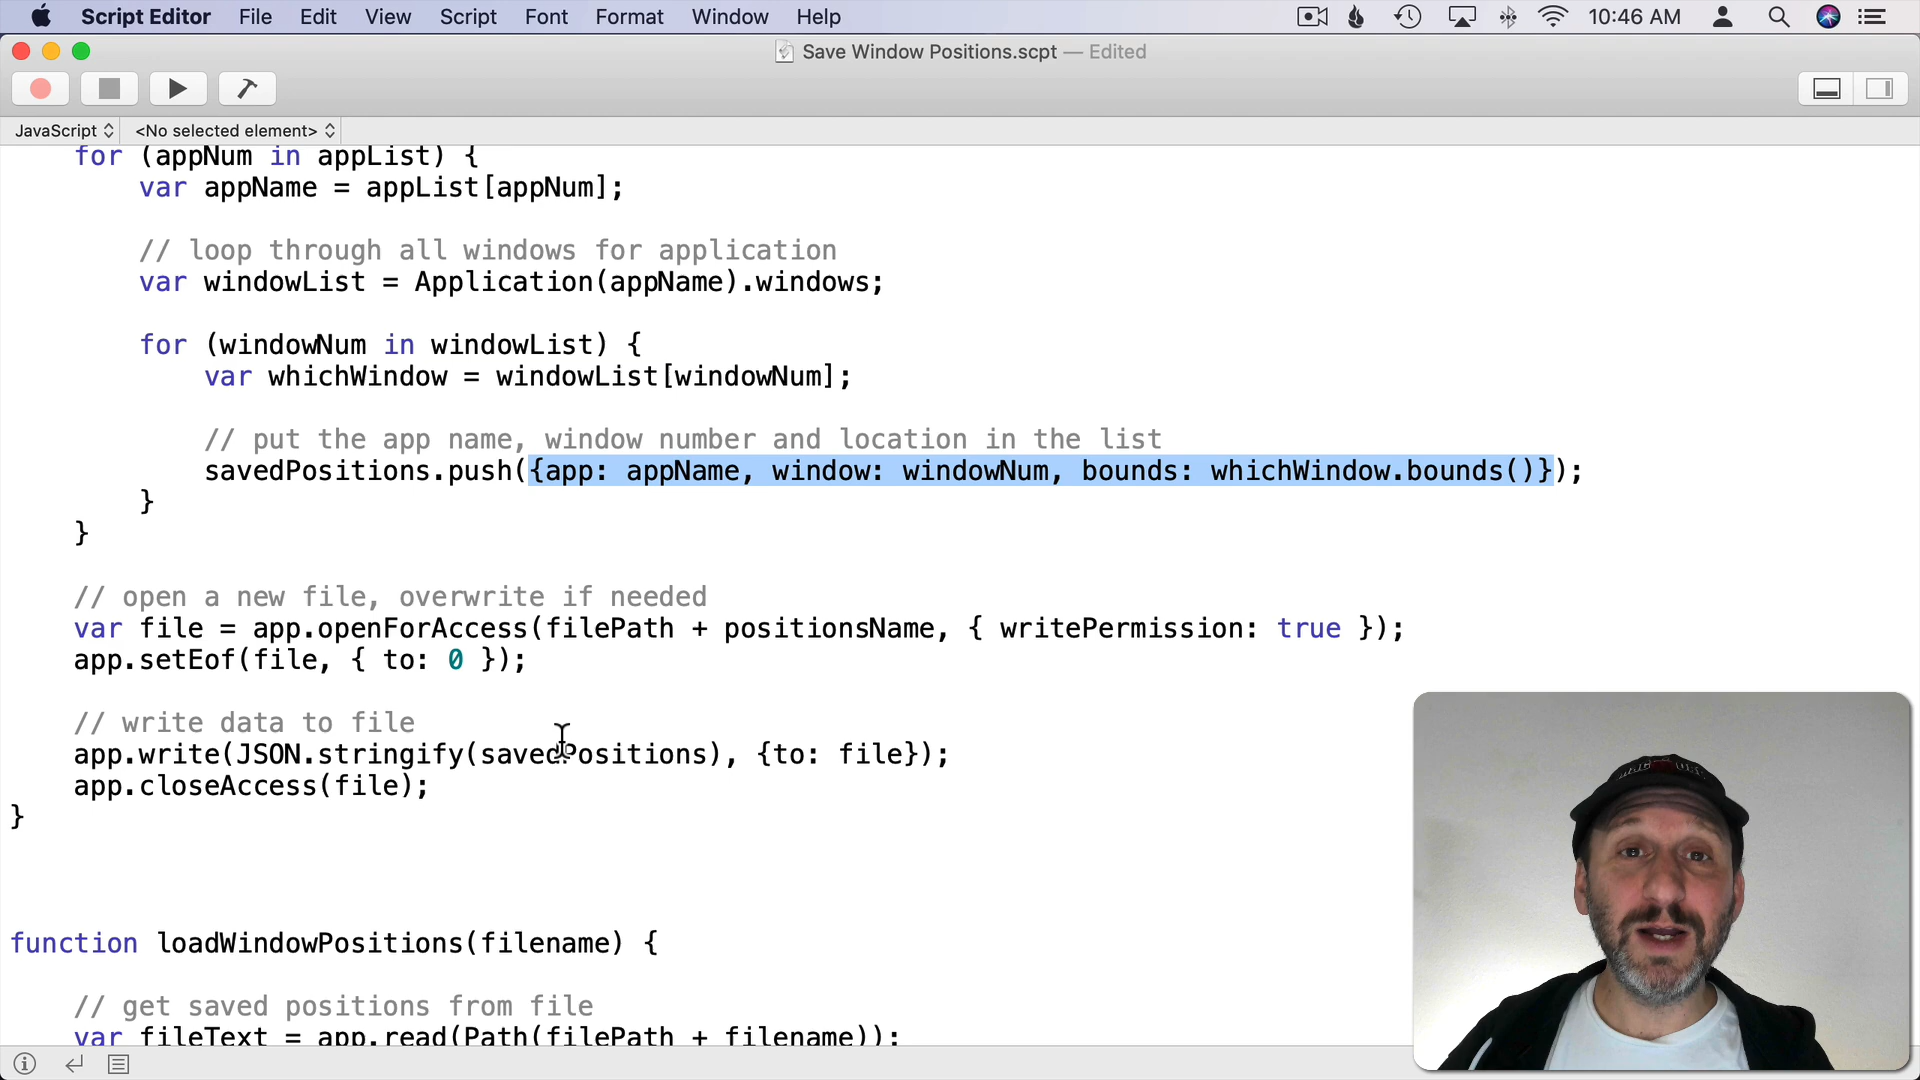 Script Editor File Edit View Script Font Format Window Help 10:46 AM
Save Window Positions.scpt — Edited
JavaScript <No selected element>
for (appNum in appList) {
var appName = appList[appNum];
// loop through all windows for application
var windowList = Application(appName).windows;
for (windowNum in windowList) {
var whichWindow = windowList[windowNum];
// put the app name, window number and location in the list
savedPositions.push({app: appName, window: windowNum, bounds: whichWindow.bounds()});
}
}
// open a new file, overwrite if needed
var file = app.openForAccess(filePath + positionsName, { writePermission: true });
app.setEof(file, { to: 0 });
// write data to file
app.write(JSON.stringify(savedPositions), {to: file});
app.closeAccess(file);
}
function loadWindowPositions(filename) {
// get saved positions from file
var fileText = app.read(Path(filePath + filename));